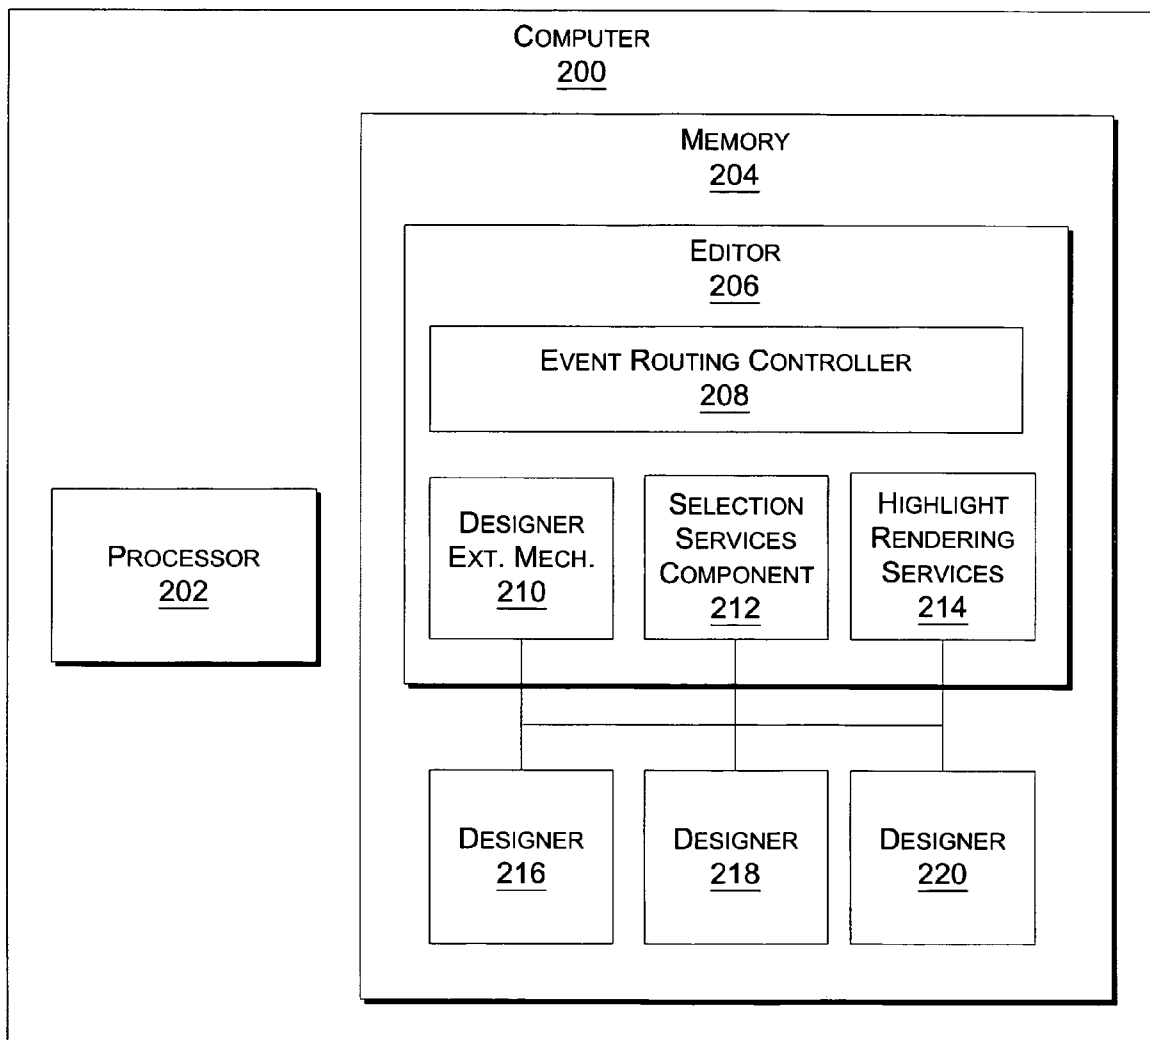 COMPUTER
200
MEMORY
204
EDITOR
206
EVENT ROUTING CONTROLLER
208
PROCESSOR
202
DESIGNER
EXT. MECH.
210
SELECTION
SERVICES
COMPONENT
212
HIGHLIGHT
RENDERING
SERVICES
214
DESIGNER
216
DESIGNER
218
DESIGNER
220